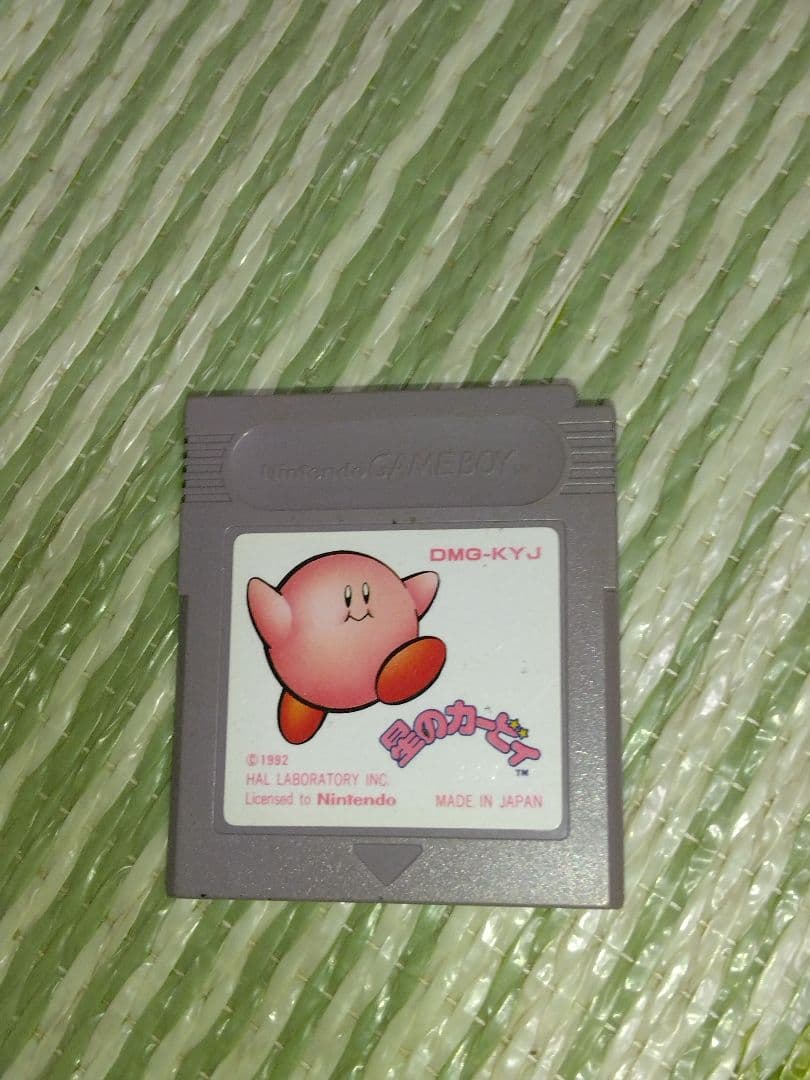 Nintendo GAME BOY TM
DMG-KYJ
星のカービィ
TM
©1992
HAL LABORATORY INC.
Licensed to Nintendo
MADE IN JAPAN